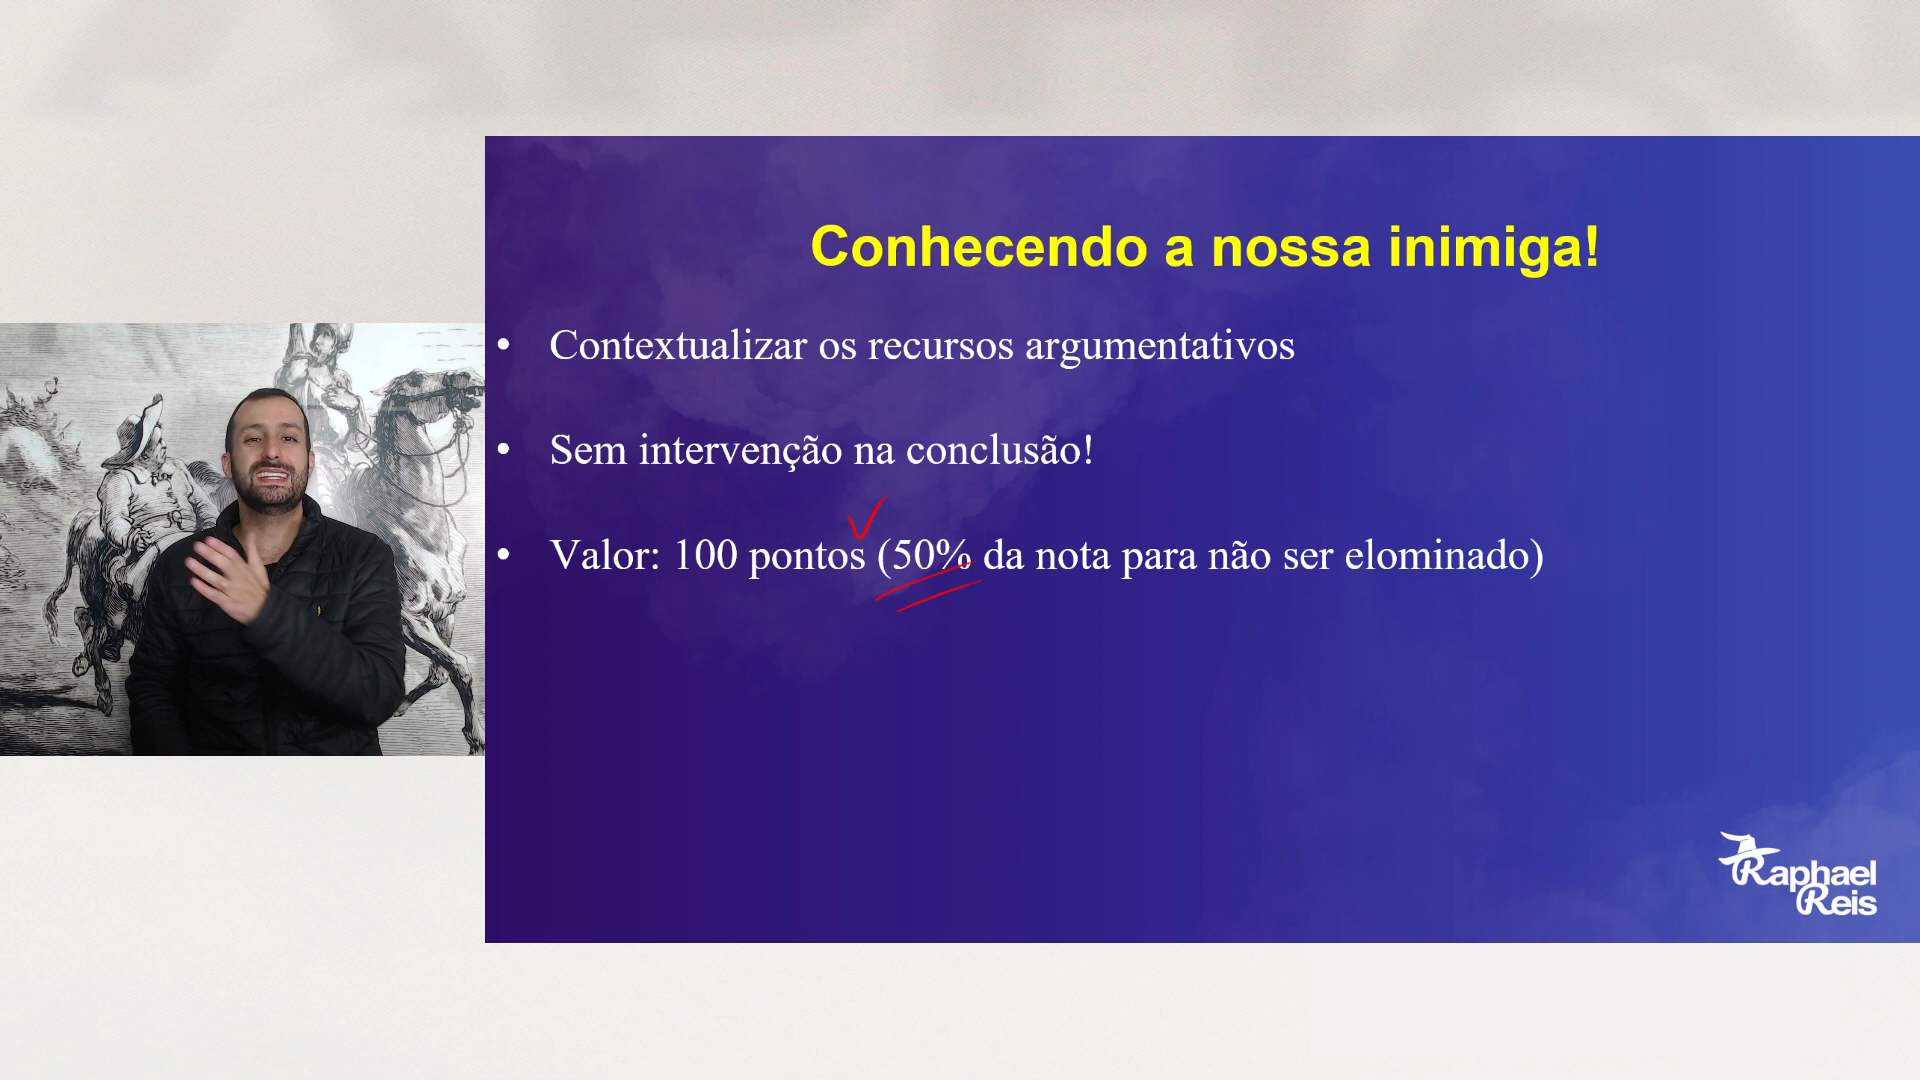 Conhecendo a nossa inimiga!
• Contextualizar os recursos argumentativos
• Sem intervenção na conclusão!
• Valor: 100 pontos (50% da nota para não ser elominado)
Raphael
Reis